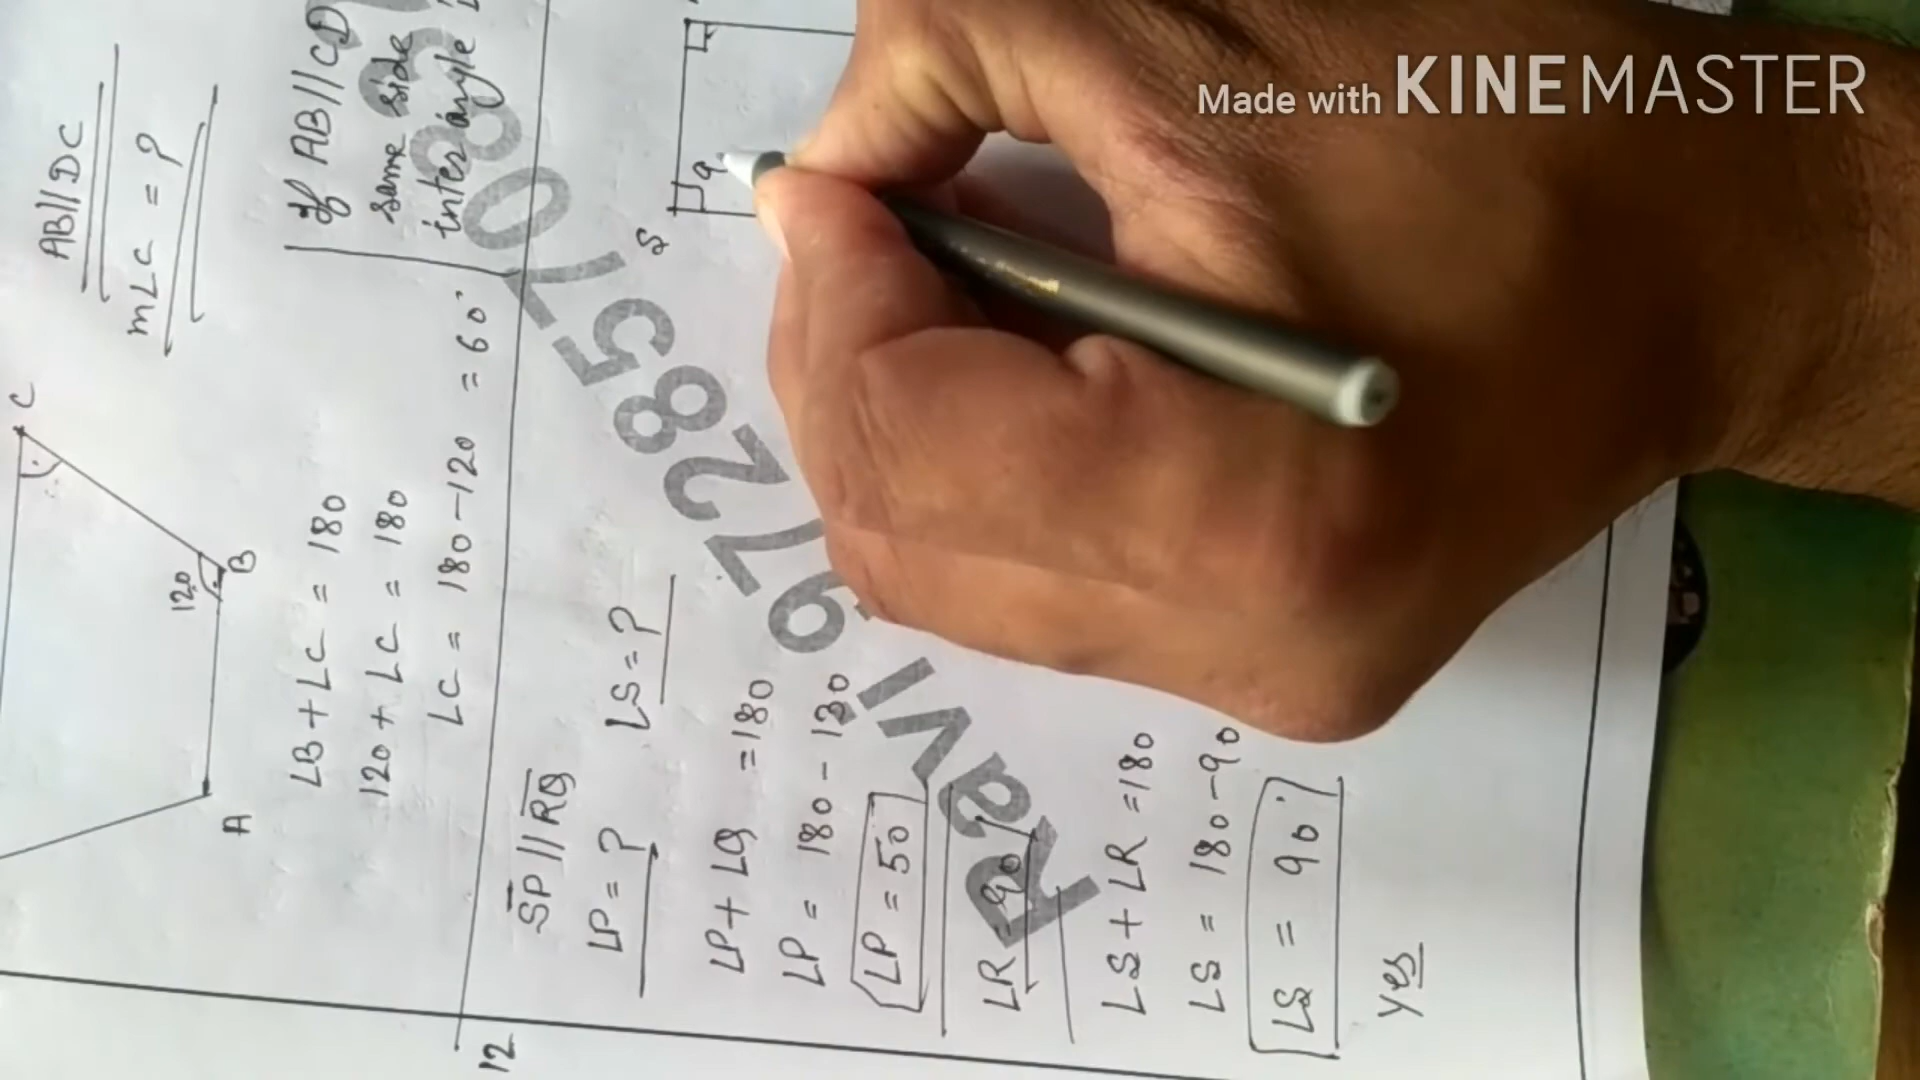 Made with KINEMASTER
AB//DC
m∠C = ?
C
120
B
A
∠B + ∠C = 180
120 + ∠C = 180
∠C = 180 - 120 = 60°
If AB//CD
same side
inter angle
12
SP // RQ
∠P = ? ∠S = ?
∠P + ∠Q = 180
∠P = 180 - 130
∠P = 50
∠R = 90
∠S + ∠R = 180
∠S = 180 - 90
∠S = 90°
Yes
S
9